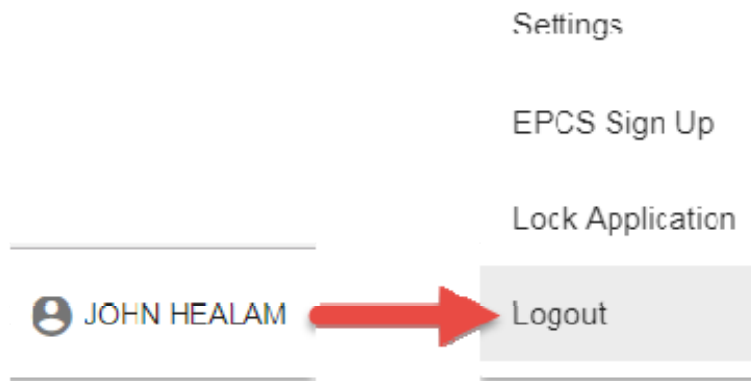 Settings
EPCS Sign Up
Lock Application
JOHN HEALAM
Logout